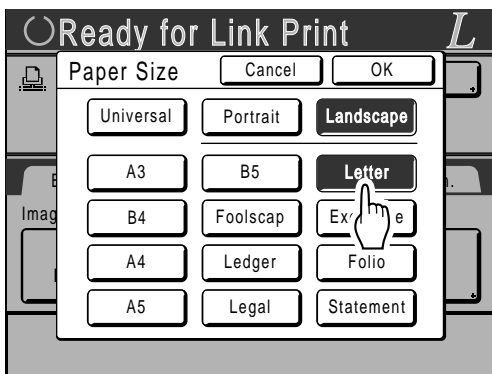 Ready for Link Print L
Paper Size Cancel OK
Universal Portrait Landscape
A3 B5 Letter
B4 Foolscap
A4 Ledger Folio
A5 Legal Statement
Imag